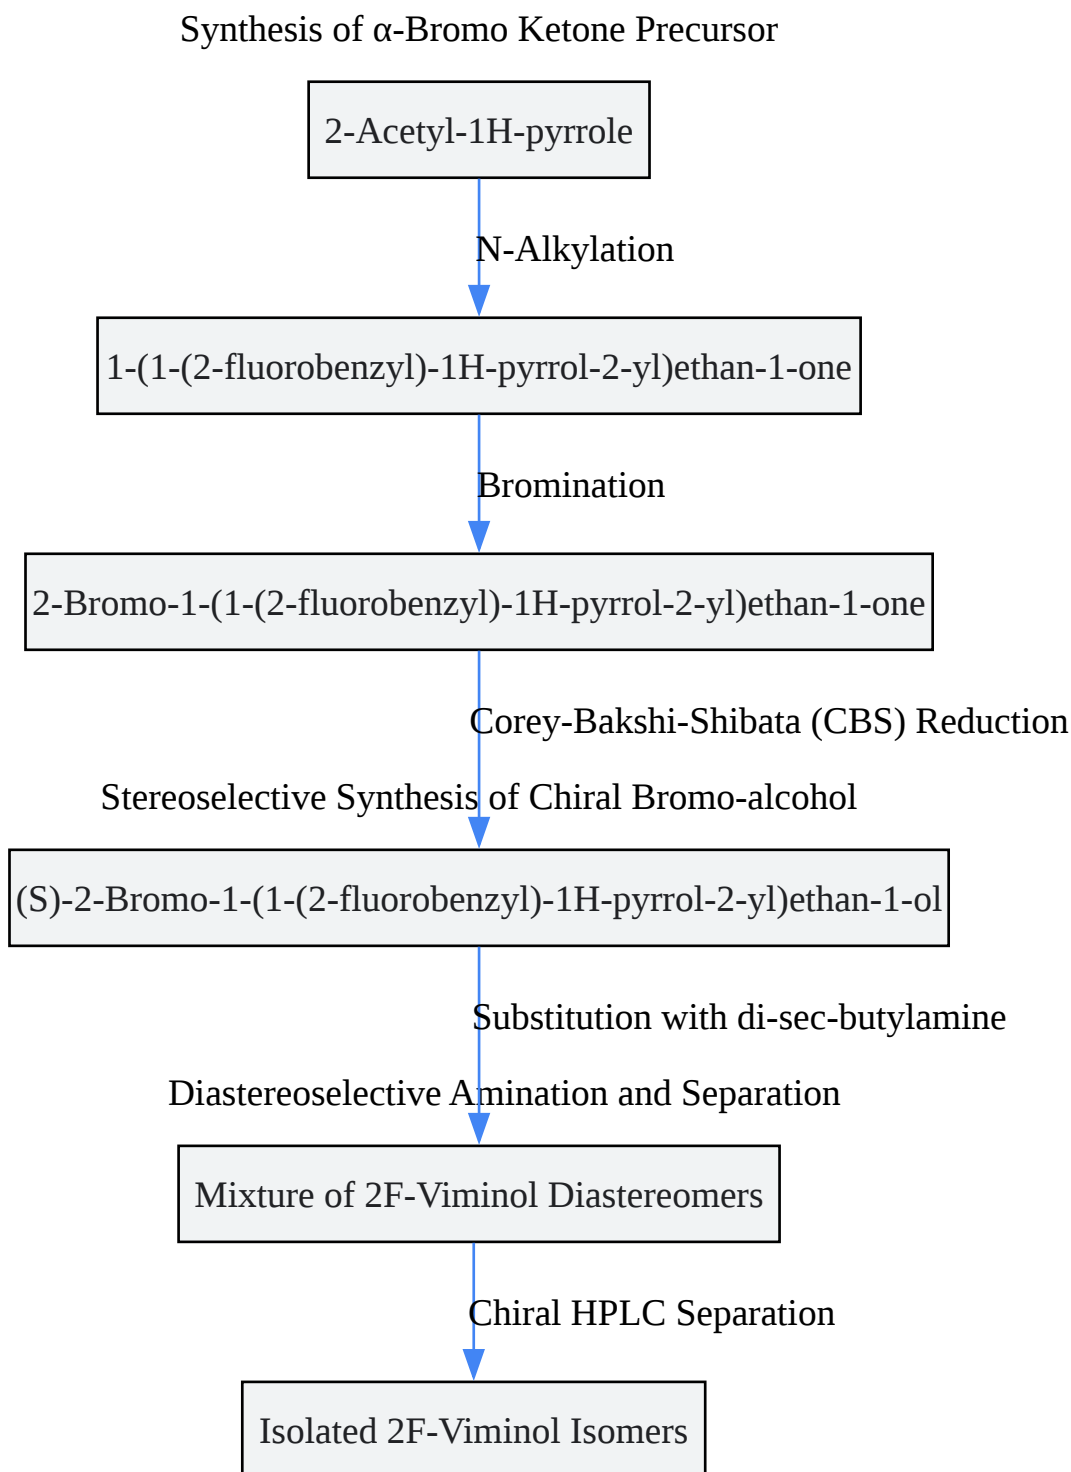 Synthesis of α-Bromo Ketone Precursor
2-Acetyl-1H-pyrrole
N-Alkylation
1-(1-(2-fluorobenzyl)-1H-pyrrol-2-yl)ethan-1-one
Bromination
2-Bromo-1-(1-(2-fluorobenzyl)-1H-pyrrol-2-yl)ethan-1-one
Corey-Bakshi-Shibata (CBS) Reduction
Stereoselective Synthesis of Chiral Bromo-alcohol
(S)-2-Bromo-1-(1-(2-fluorobenzyl)-1H-pyrrol-2-yl)ethan-1-ol
Substitution with di-sec-butylamine
Diastereoselective Amination and Separation
Mixture of 2F-Viminol Diastereomers
Chiral HPLC Separation
Isolated 2F-Viminol Isomers